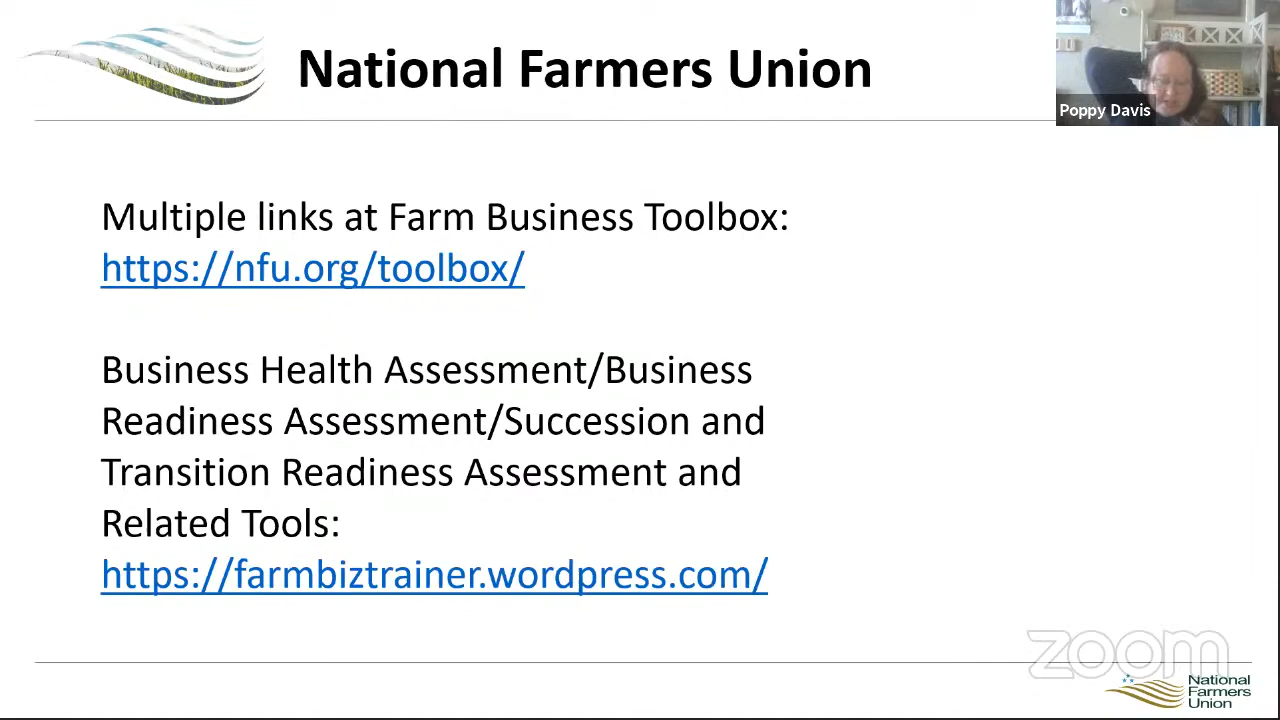 National Farmers Union
Poppy Davis
Multiple links at Farm Business Toolbox:
https://nfu.org/toolbox/
Business Health Assessment/Business
Readiness Assessment/Succession and
Transition Readiness Assessment and
Related Tools:
https://farmbiztrainer.wordpress.com/
zoom
National
Farmers
Union